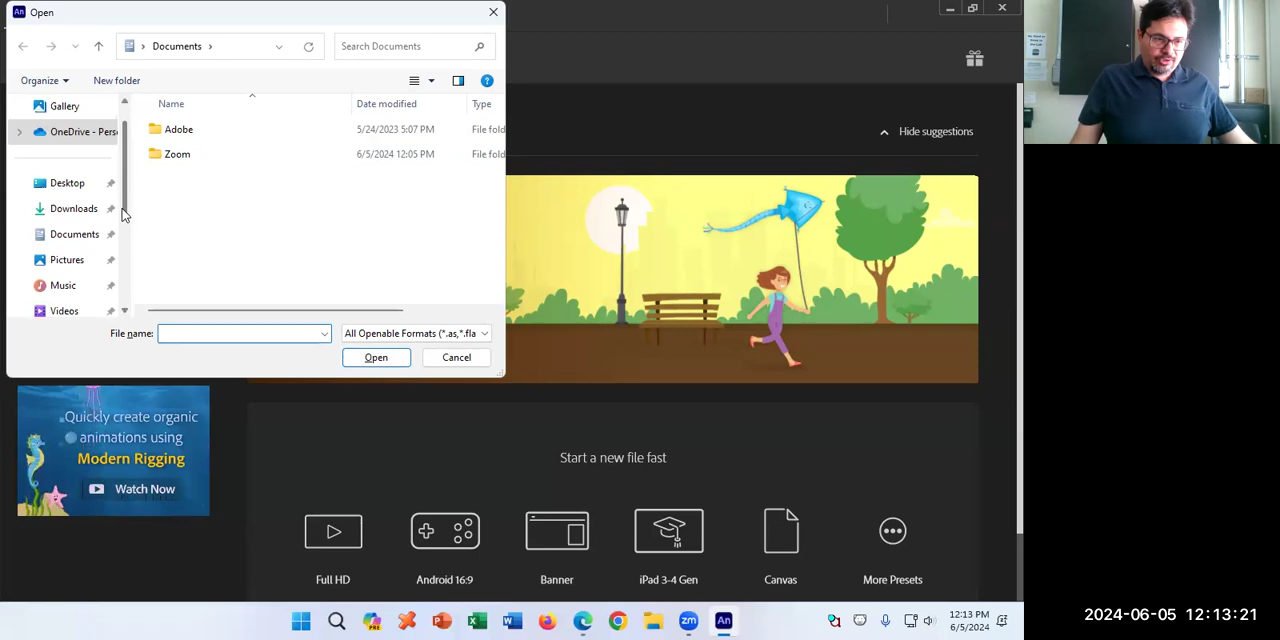 An Open
Documents
Search Documents
Organize
New folder
Gallery
OneDrive - Pers
Desktop
Downloads
Documents
Pictures
Music
Videos
Name
Date modified
Type
Adobe
5/24/2023 5:07 PM
File fold
Zoom
6/5/2024 12:05 PM
File fold
File name:
All Openable Formats (*.as,*.fla
Open
Cancel
Hide suggestions
Quickly create organic
animations using
Modern Rigging
Watch Now
Start a new file fast
Full HD
Android 16:9
Banner
iPad 3-4 Gen
Canvas
More Presets
PRE
zm
An
12:13 PM
6/5/2024
2024-06-05 12:13:21